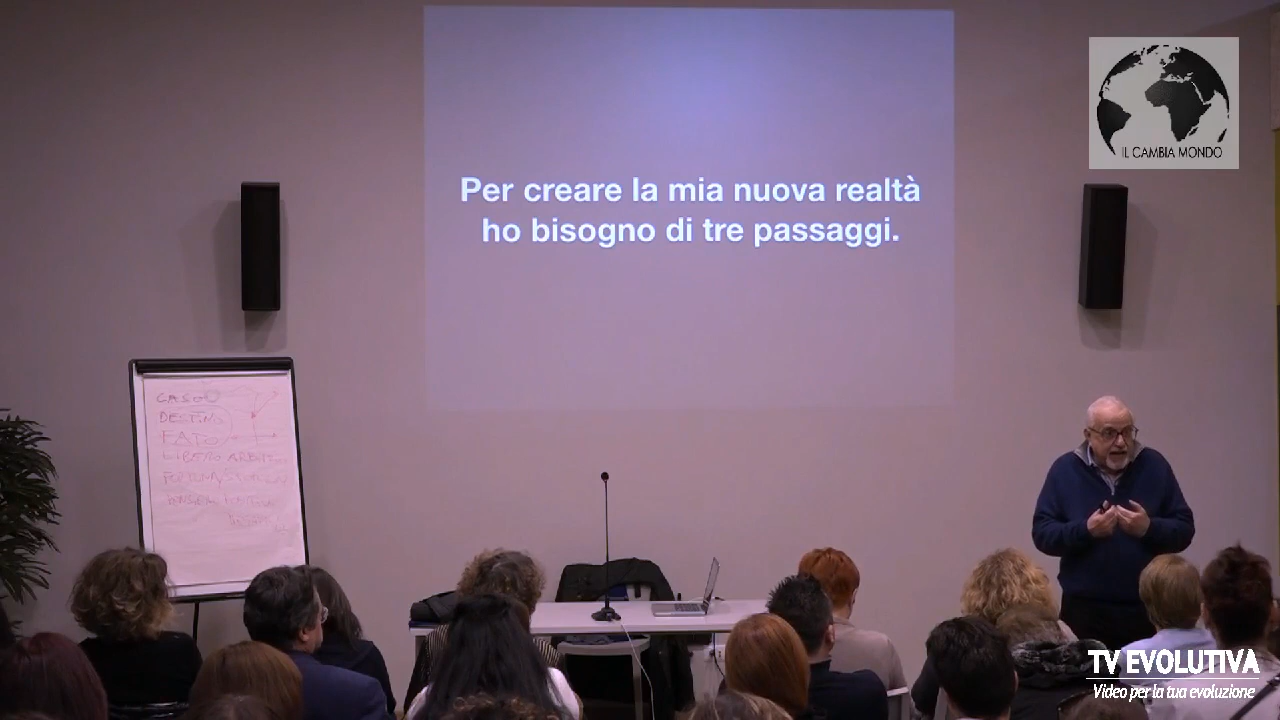 Per creare la mia nuova realtà
ho bisogno di tre passaggi.
IL CAMBIA MONDO
CASO
DESTINO
FATO
LIBERO
TV EVOLUTIVA
Video per la tua evoluzione